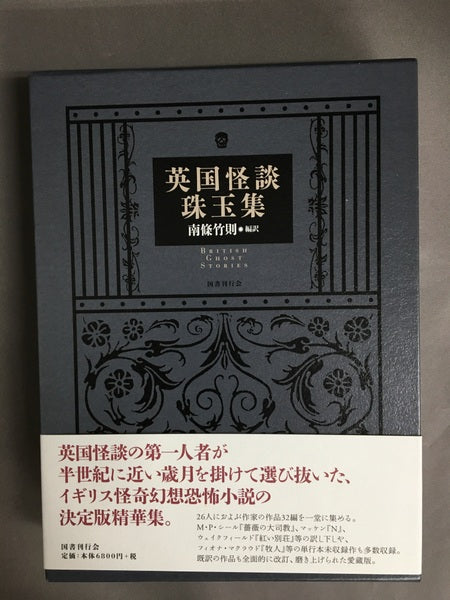 英国怪談
珠玉集
南條竹則●編訳
BRITISH
GHOST
STORIES
国書刊行会
英国怪談の第一人者が
半世紀に近い歳月を掛けて選び抜いた、
イギリス怪奇幻想恐怖小説の
決定版精華集。
26人におよぶ作家の作品32編を一堂に集める。
M・P・シール『薔薇の大司教』、マッケン『N』、
ウェイクフィールド『紅い別荘』等の訳し下しや、
フィオナ・マクラウド『牧人』等の単行本未収録作も多数収録。
既訳の作品も全面的に改訂、磨き上げられた愛蔵版。
国書刊行会
定価:本体6800円+税